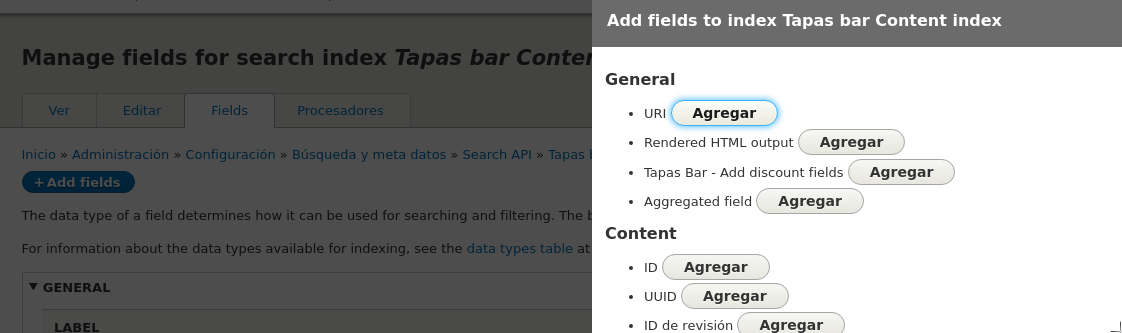 Manage fields for search index Tapas bar Conten
Ver Editar Fields Procesadores
Inicio » Administración » Configuración » Búsqueda y meta datos » Search API » Tapas b
+Add fields
The data type of a field determines how it can be used for searching and filtering. The b
For information about the data types available for indexing, see the data types table at
▼ GENERAL
LABEL
Add fields to index Tapas bar Content index
General
• URI Agregar
• Rendered HTML output Agregar
• Tapas Bar - Add discount fields Agregar
• Aggregated field Agregar
Content
• ID Agregar
• UUID Agregar
• ID de revisión Agregar